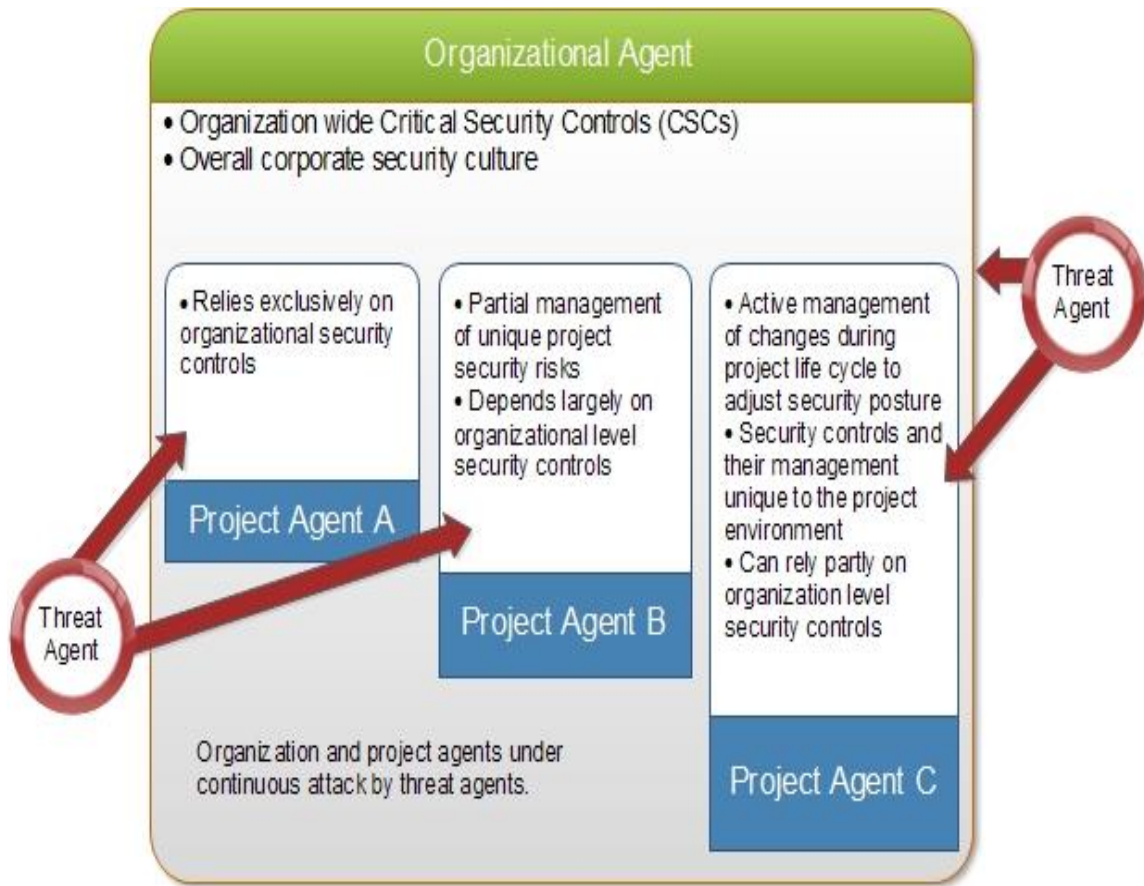 Organizational Agent
• Organization wide Critical Security Controls (CSCs)
• Overall corporate security culture
• Relies exclusively on
organizational security
controls
Project Agent A
• Partial management
of unique project
security risks
• Depends largely on
organizational level
security controls
Project Agent B
• Active management
of changes during
project life cycle to
adjust security posture
• Security controls and
their management
unique to the project
environment
• Can rely partly on
organization level
security controls
Project Agent C
Threat
Agent
Threat
Agent
Organization and project agents under
continuous attack by threat agents.